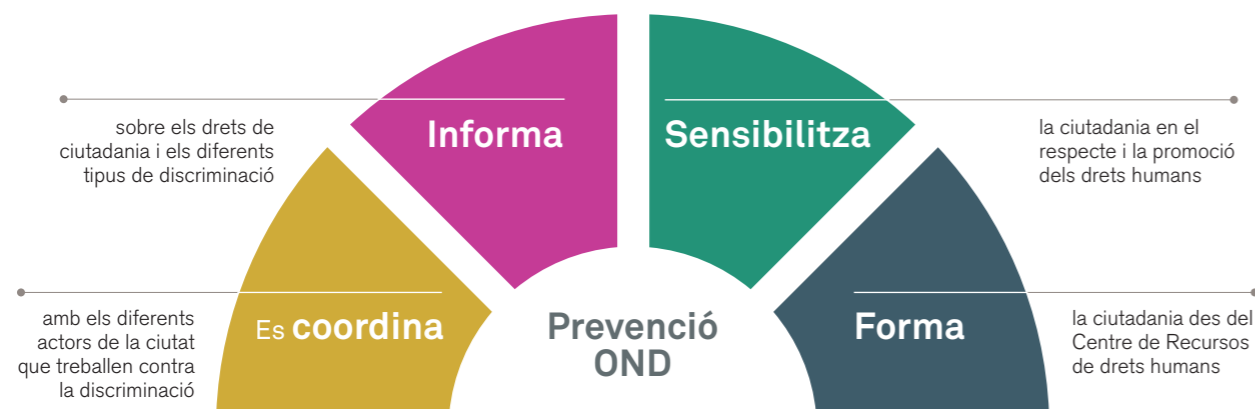 Informa
sobre els drets de
ciutadania i els diferents
tipus de discriminació
Sensibilitza
la ciutadania en el
respecte i la promoció
dels drets humans
Es coordina
amb els diferents
actors de la ciutat
que treballen contra
la discriminació
Prevenció
OND
Forma
la ciutadania des del
Centre de Recursos
de drets humans